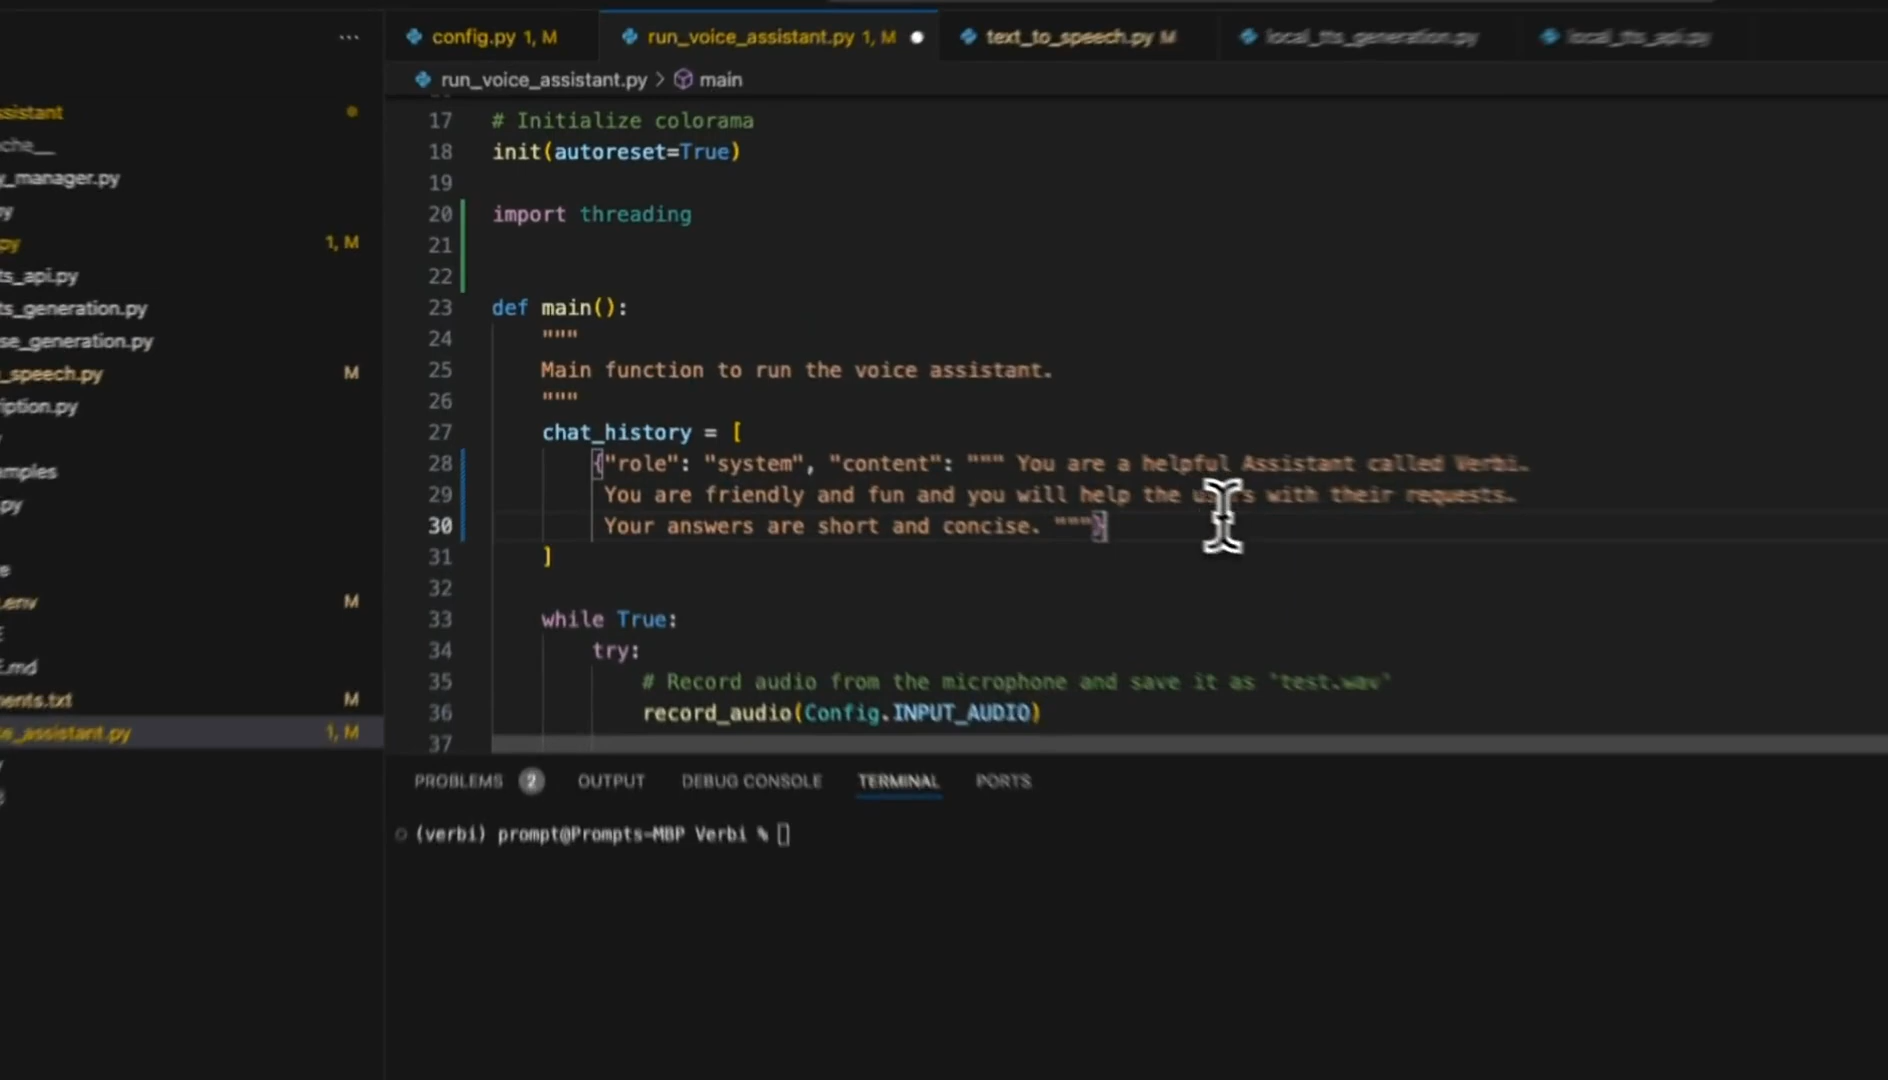 ...
config.py 1, M
run_voice_assistant.py 1, M
text_to_speech.py M
local_tts_generation.py
local_tts_api.py
run_voice_assistant.py > main
ssistant
che__
y_manager.py
py
py 1, M
ts_api.py
ts_generation.py
se_generation.py
_speech.py M
ription.py
amples
.py
e
.env M
E
E.md
ments.txt M
e_assistant.py 1, M
17 # Initialize colorama
18 init(autoreset=True)
19
20 import threading
21
22
23 def main():
24 """
25 Main function to run the voice assistant.
26 """
27 chat_history = [
28 {"role": "system", "content": """ You are a helpful Assistant called Verbi.
29 You are friendly and fun and you will help the users with their requests.
30 Your answers are short and concise. """}
31 ]
32
33 while True:
34 try:
35 # Record audio from the microphone and save it as 'test.wav'
36 record_audio(Config.INPUT_AUDIO)
37
PROBLEMS 2 OUTPUT DEBUG CONSOLE TERMINAL PORTS
(verbi) prompt@Prompts-MBP Verbi %